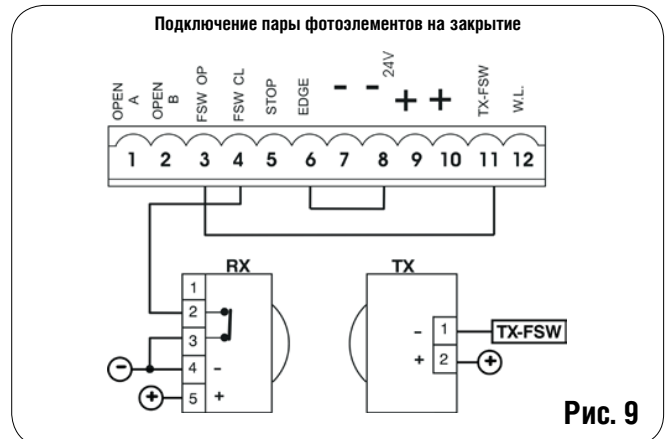 Подключение пары фотоэлементов на закрытие
OPEN A
OPEN B
FSW OP
FSW CL
STOP
EDGE
- - 24V + +
TX-FSW
W.L.
1 2 3 4 5 6 7 8 9 10 11 12
RX
1
2
3
4 -
5 +
-
+
TX
- 1 TX-FSW
+ 2 +
Рис. 9